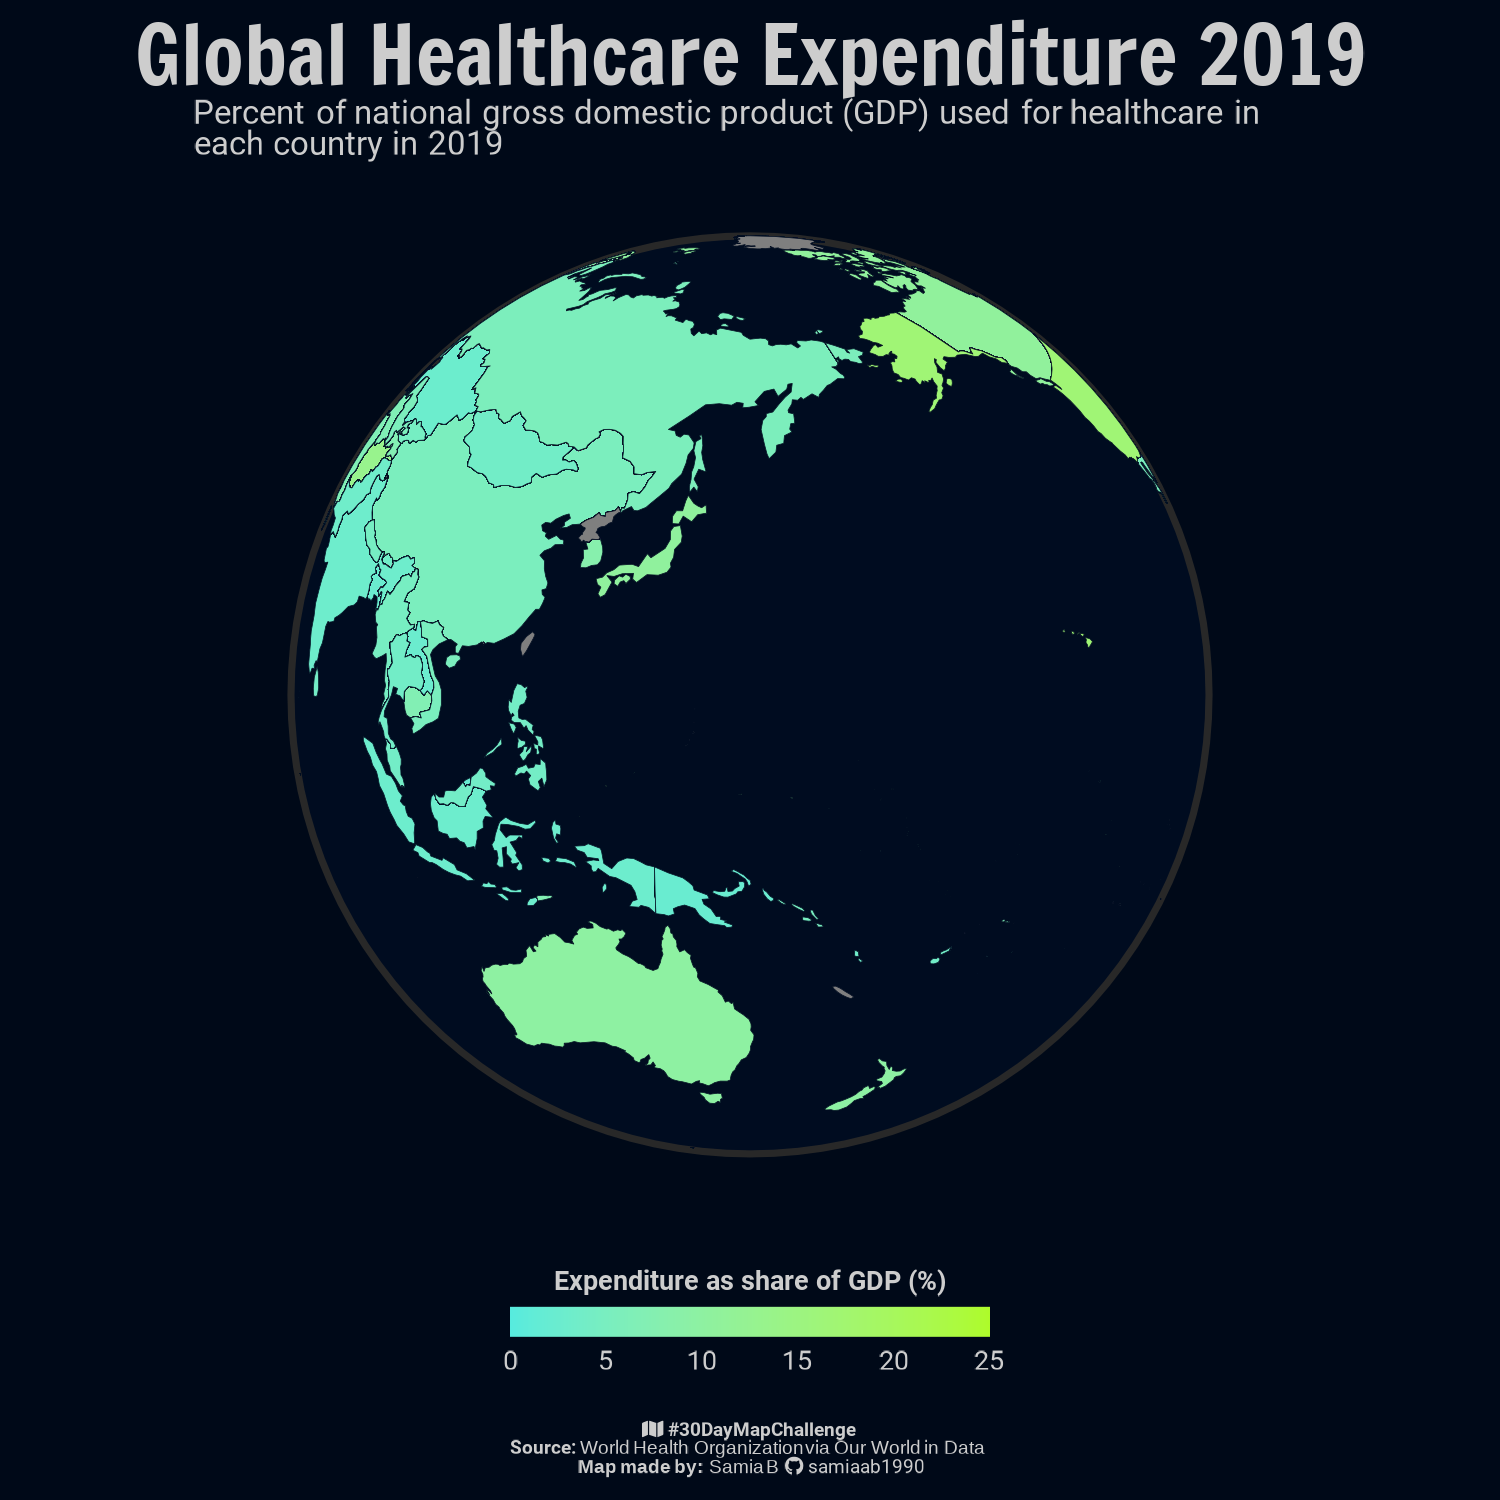 Global Healthcare Expenditure 2019
Percent of national gross domestic product (GDP) used for healthcare in
each country in 2019
Expenditure as share of GDP (%)
0 5 10 15 20 25
#30DayMapChallenge
Source: World Health Organization via Our World in Data
Map made by: Samia B samiaab1990